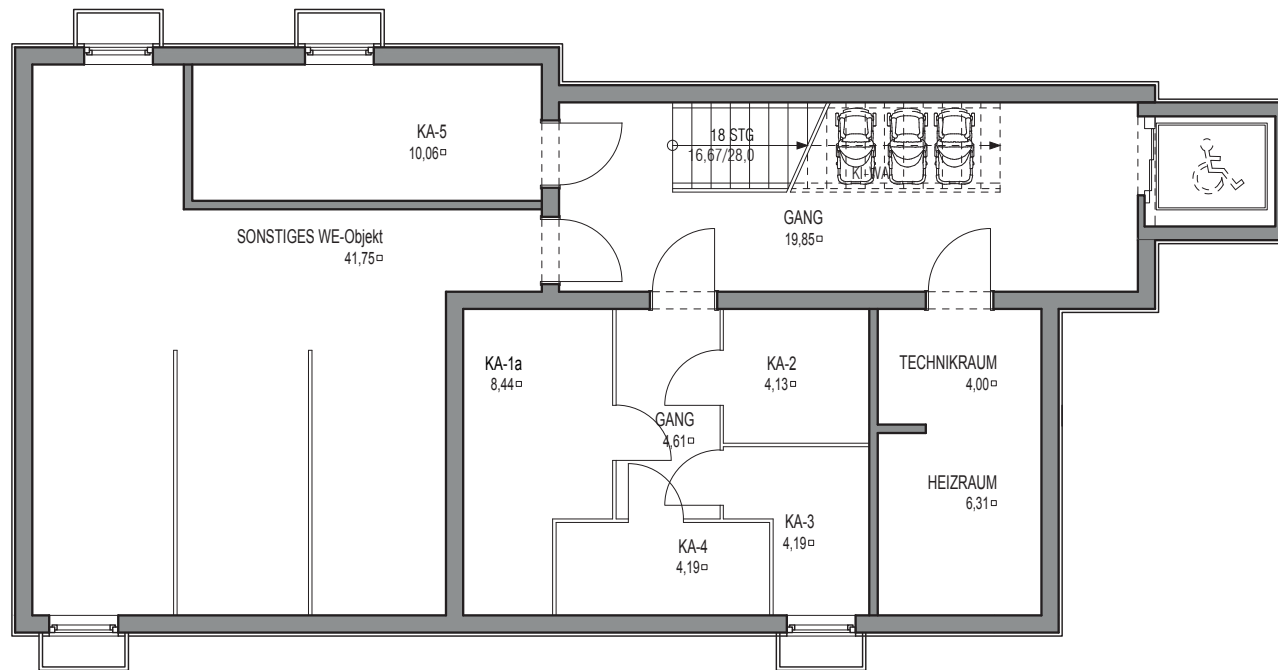 KA-5
10,06
18 STG
16,67/28,0
KI-WA
GANG
19,85
SONSTIGES WE-Objekt
41,75
KA-1a
8,44
KA-2
4,13
TECHNIKRAUM
4,00
GANG
4,61
HEIZRAUM
6,31
KA-3
4,19
KA-4
4,19